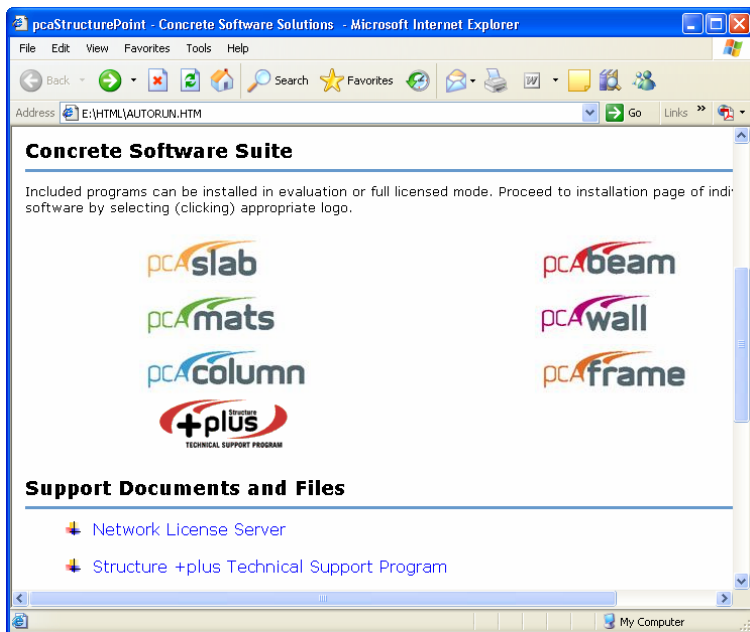 pcaStructurePoint - Concrete Software Solutions - Microsoft Internet Explorer
File Edit View Favorites Tools Help
Back Search Favorites
Address E:\HTML\AUTORUN.HTM Go Links »
Concrete Software Suite
Included programs can be installed in evaluation or full licensed mode. Proceed to installation page of indi
software by selecting (clicking) appropriate logo.
pcAslab pcAbeam
pcAmats pcAwall
pcAcolumn pcAframe
Structure
+plus
TECHNICAL SUPPORT PROGRAM
Support Documents and Files
Network License Server
Structure +plus Technical Support Program
My Computer